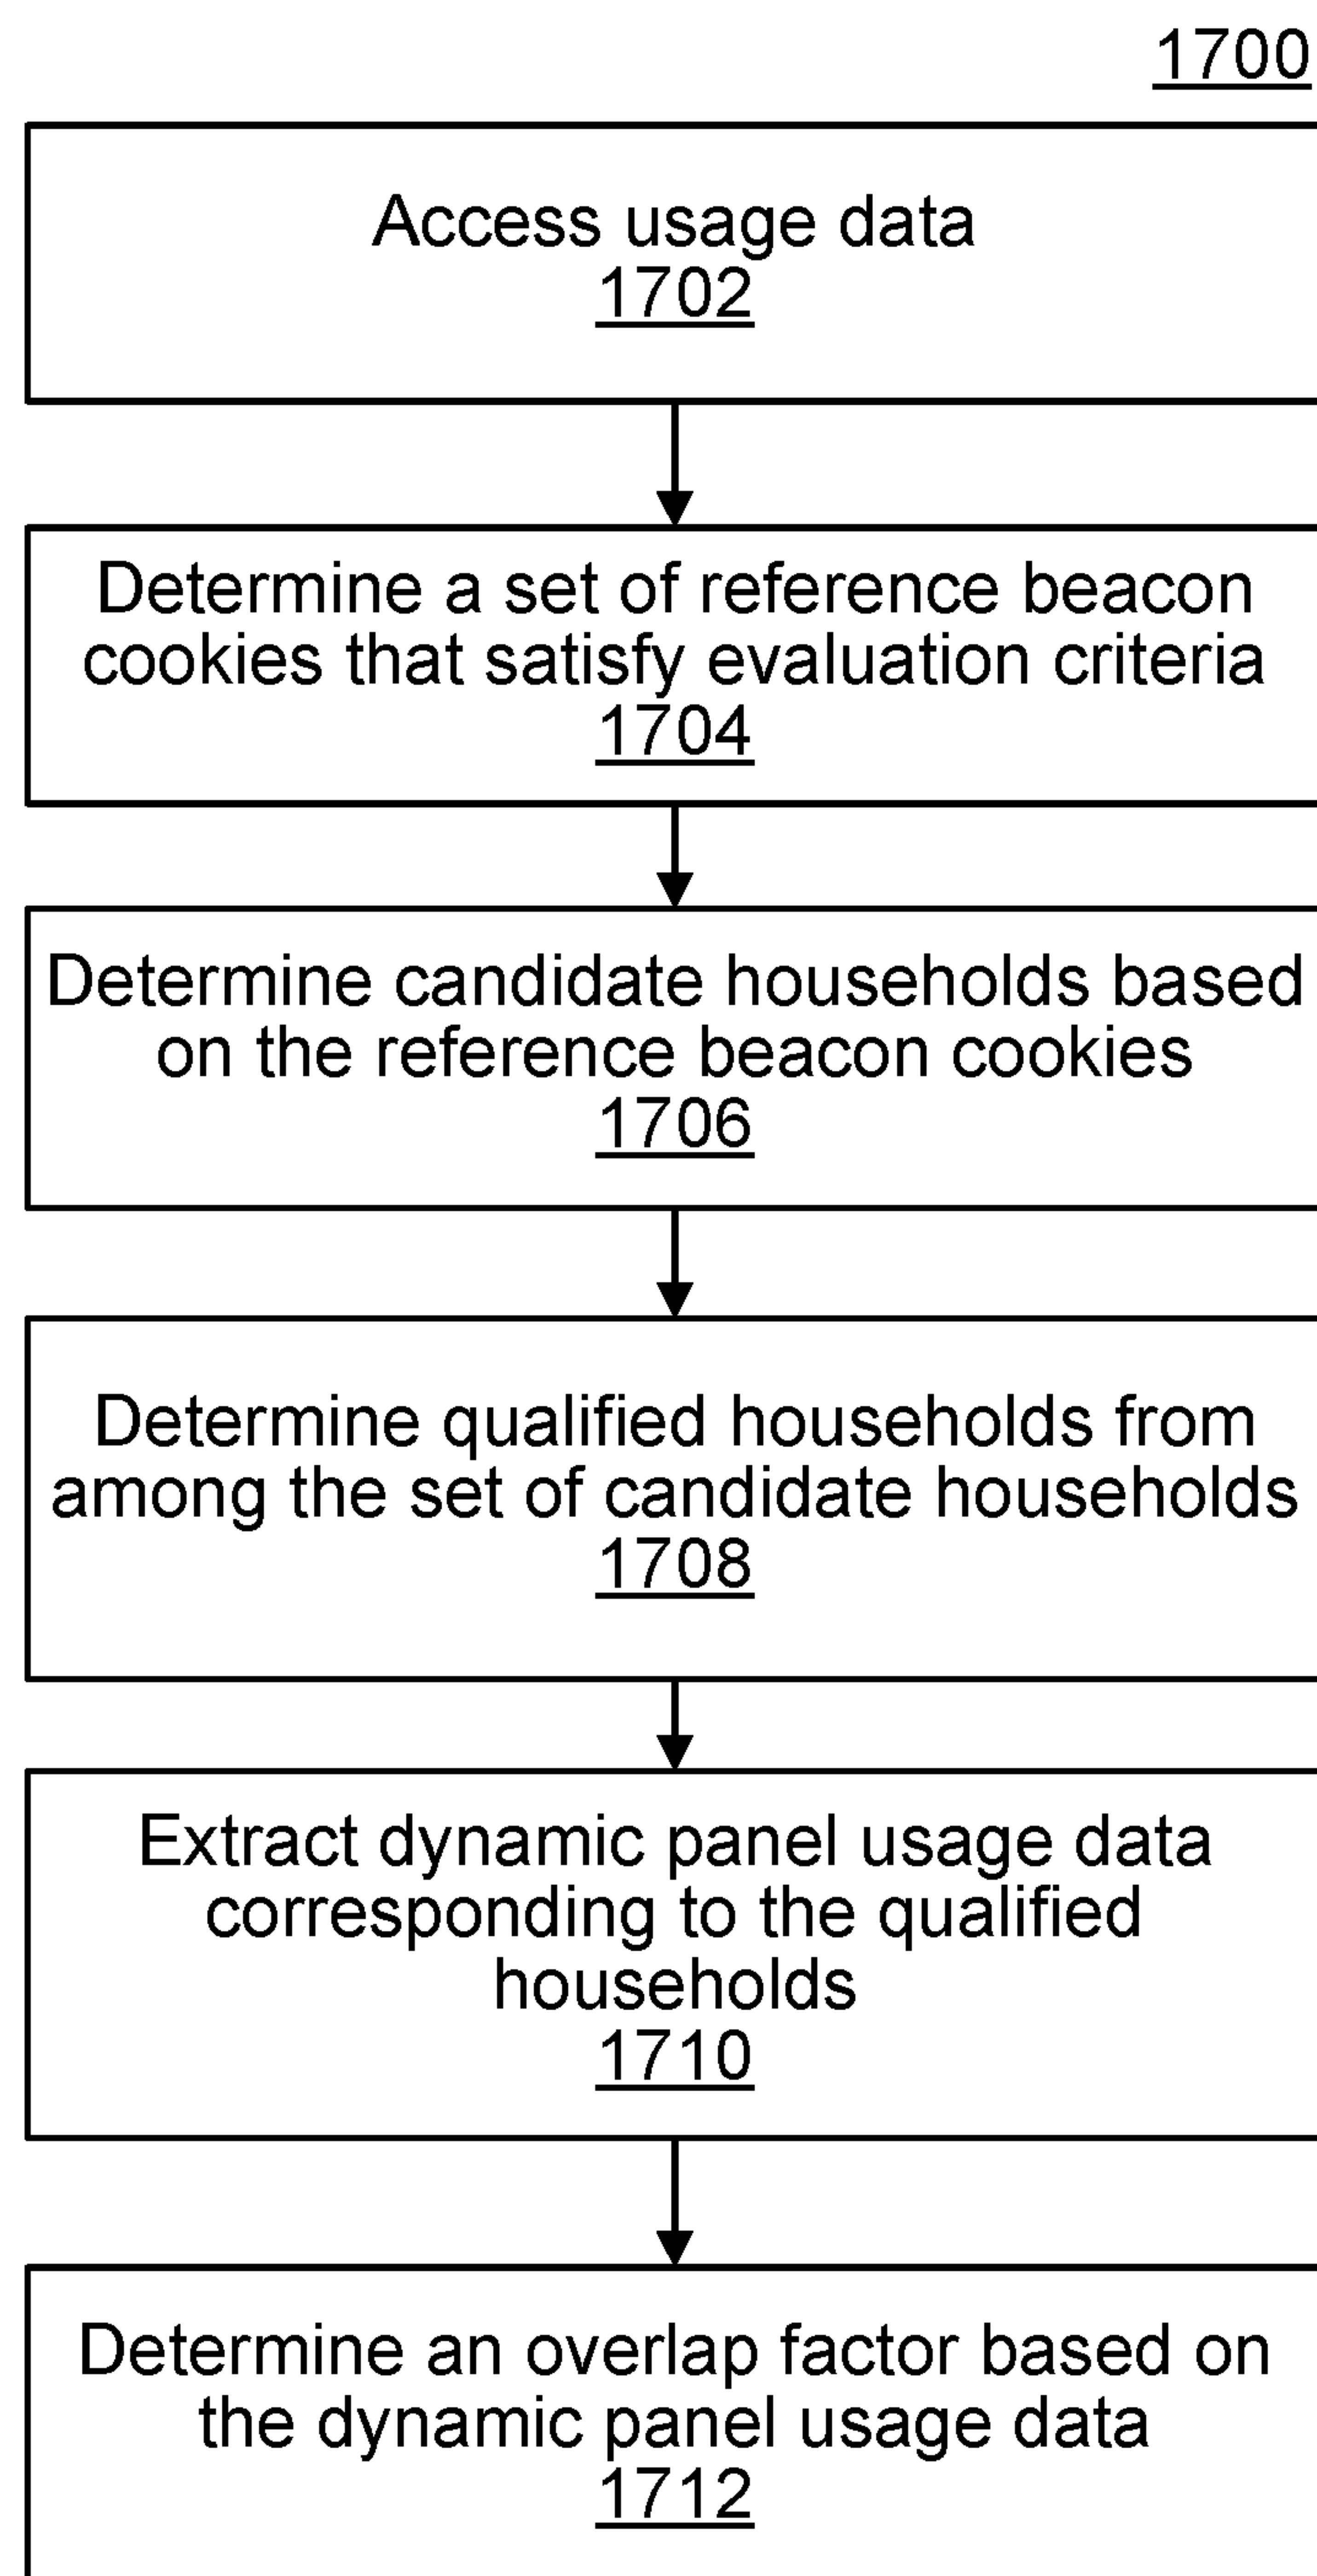 1700
Access usage data
1702
Determine a set of reference beacon
cookies that satisfy evaluation criteria
1704
Determine candidate households based
on the reference beacon cookies
1706
Determine qualified households from
among the set of candidate households
1708
Extract dynamic panel usage data
corresponding to the qualified
households
1710
Determine an overlap factor based on
the dynamic panel usage data
1712